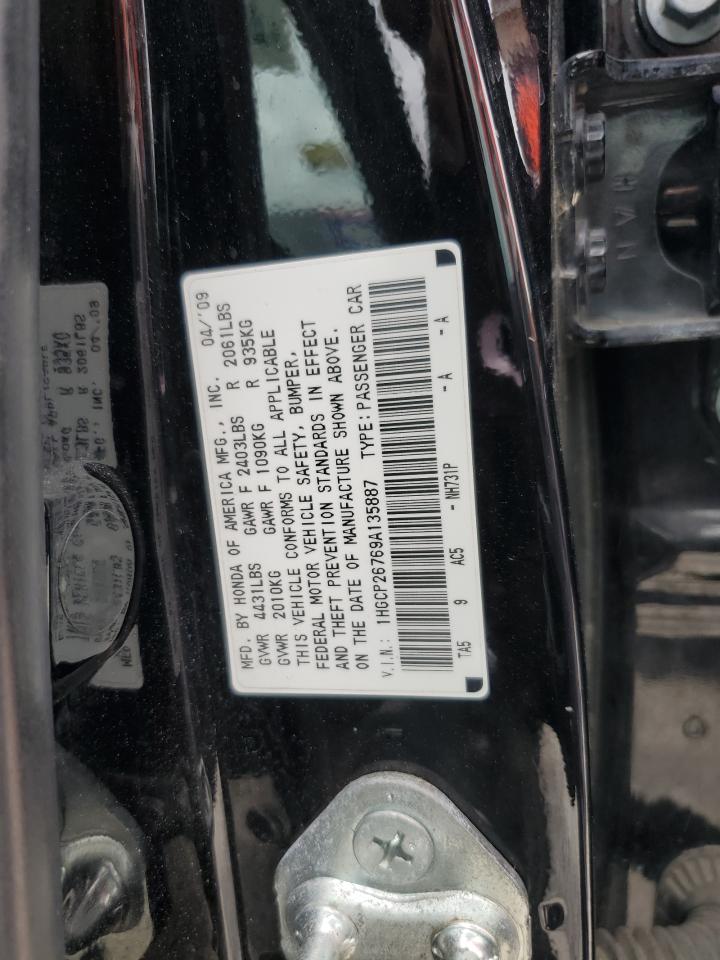 MFD. BY HONDA OF AMERICA MFG., INC. 04/'09
GVWR 4431LBS GAWR F 2403LBS R 2061LBS
GVWR 2010KG GAWR F 1090KG R 935KG
THIS VEHICLE CONFORMS TO ALL APPLICABLE
FEDERAL MOTOR VEHICLE SAFETY, BUMPER,
AND THEFT PREVENTION STANDARDS IN EFFECT
ON THE DATE OF MANUFACTURE SHOWN ABOVE.
V.I.N.: 1HGCP26769A135887 TYPE: PASSENGER CAR
TA5 9 AC5 - NH731P - A - A